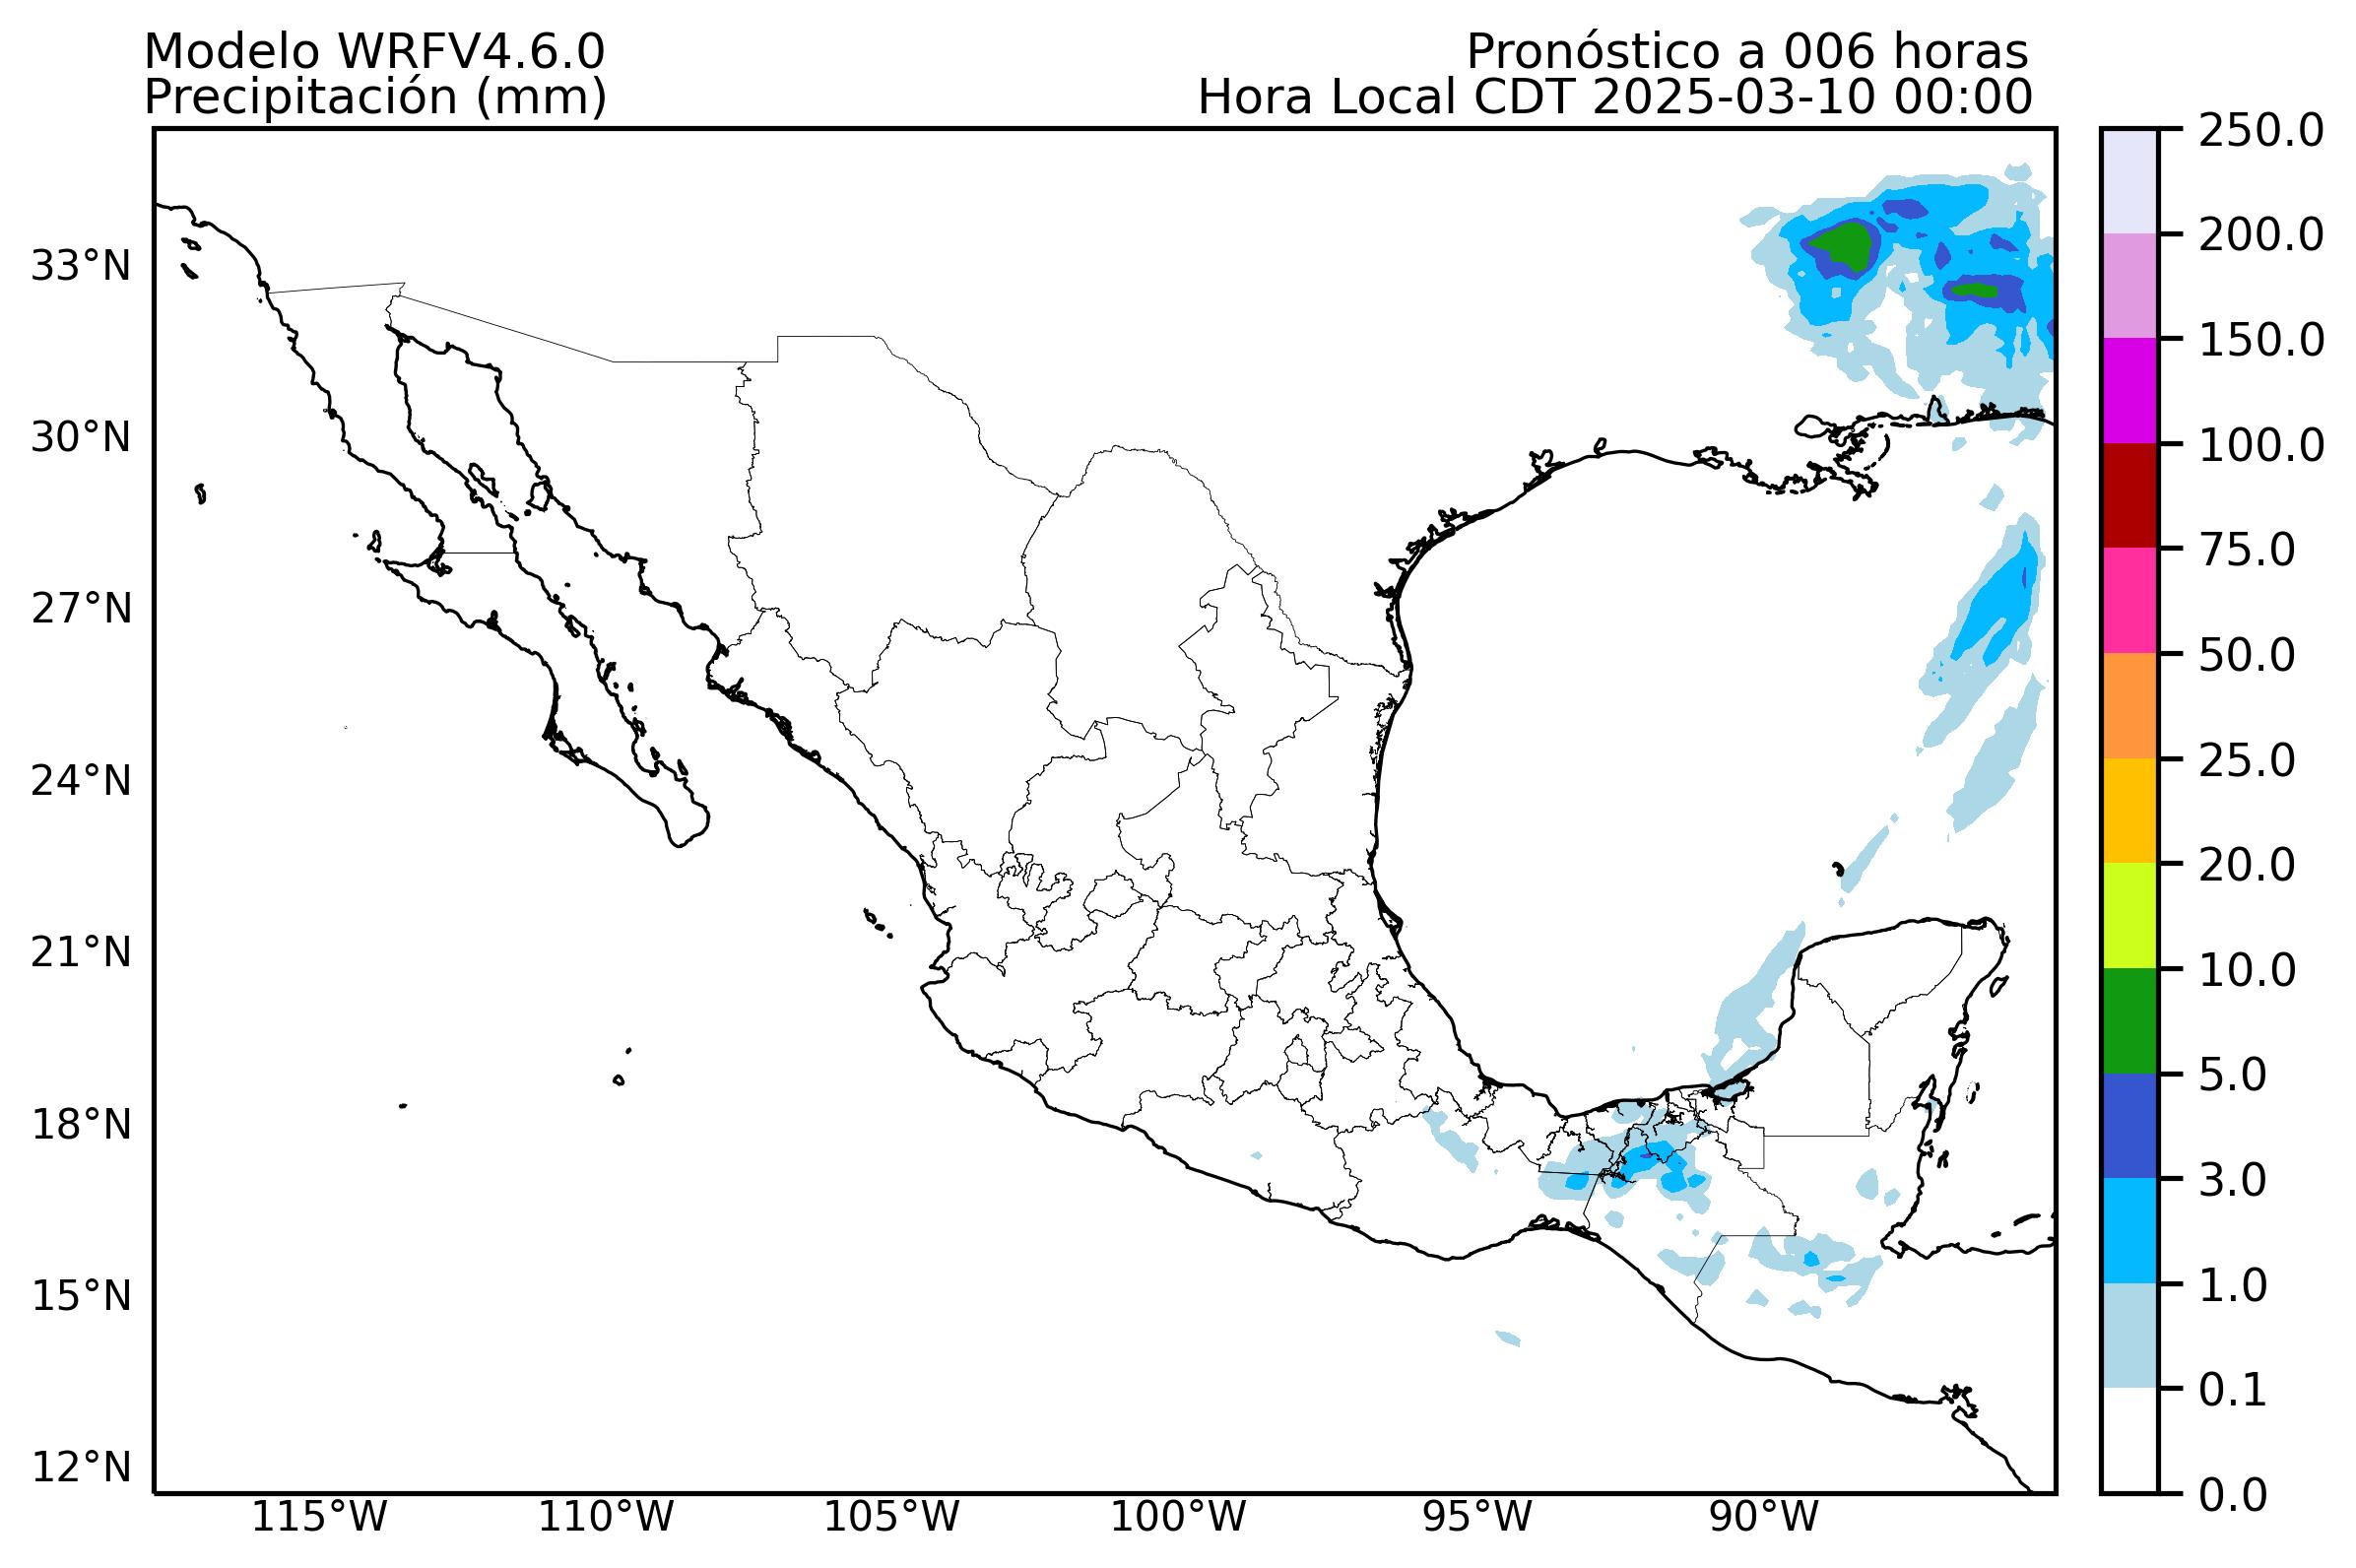 Modelo WRFV4.6.0
Precipitación (mm)
Pronóstico a 006 horas
Hora Local CDT 2025-03-10 00:00
33°N
30°N
27°N
24°N
21°N
18°N
15°N
12°N
115°W
110°W
105°W
100°W
95°W
90°W
250.0
200.0
150.0
100.0
75.0
50.0
25.0
20.0
10.0
5.0
3.0
1.0
0.1
0.0